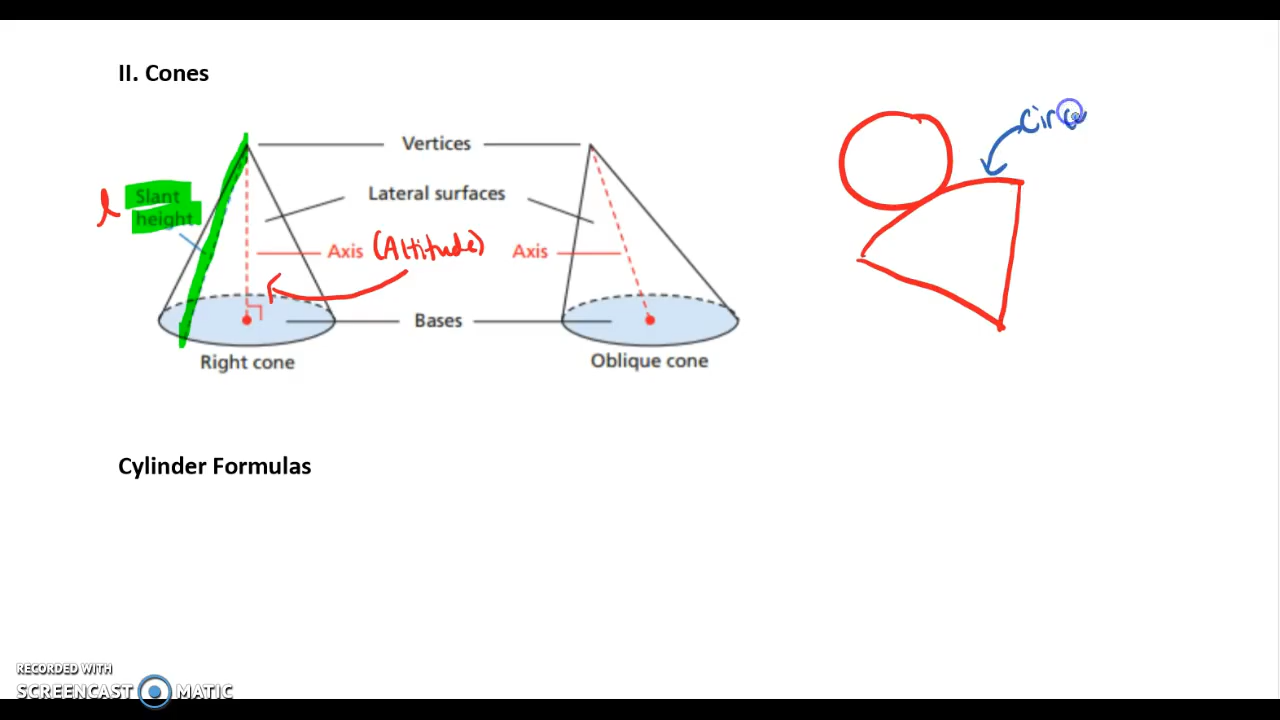 II. Cones
Circ
Vertices
l Slant height
Lateral surfaces
Axis (Altitude)
Axis
Bases
Right cone
Oblique cone
Cylinder Formulas
RECORDED WITH
SCREENCAST MATIC